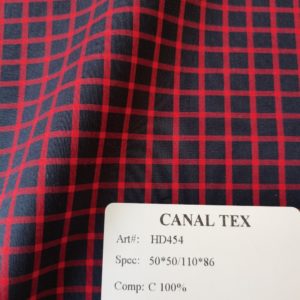 CANAL TEX
Art#: HD454
Spec: 50*50/110*86
Comp: C 100%